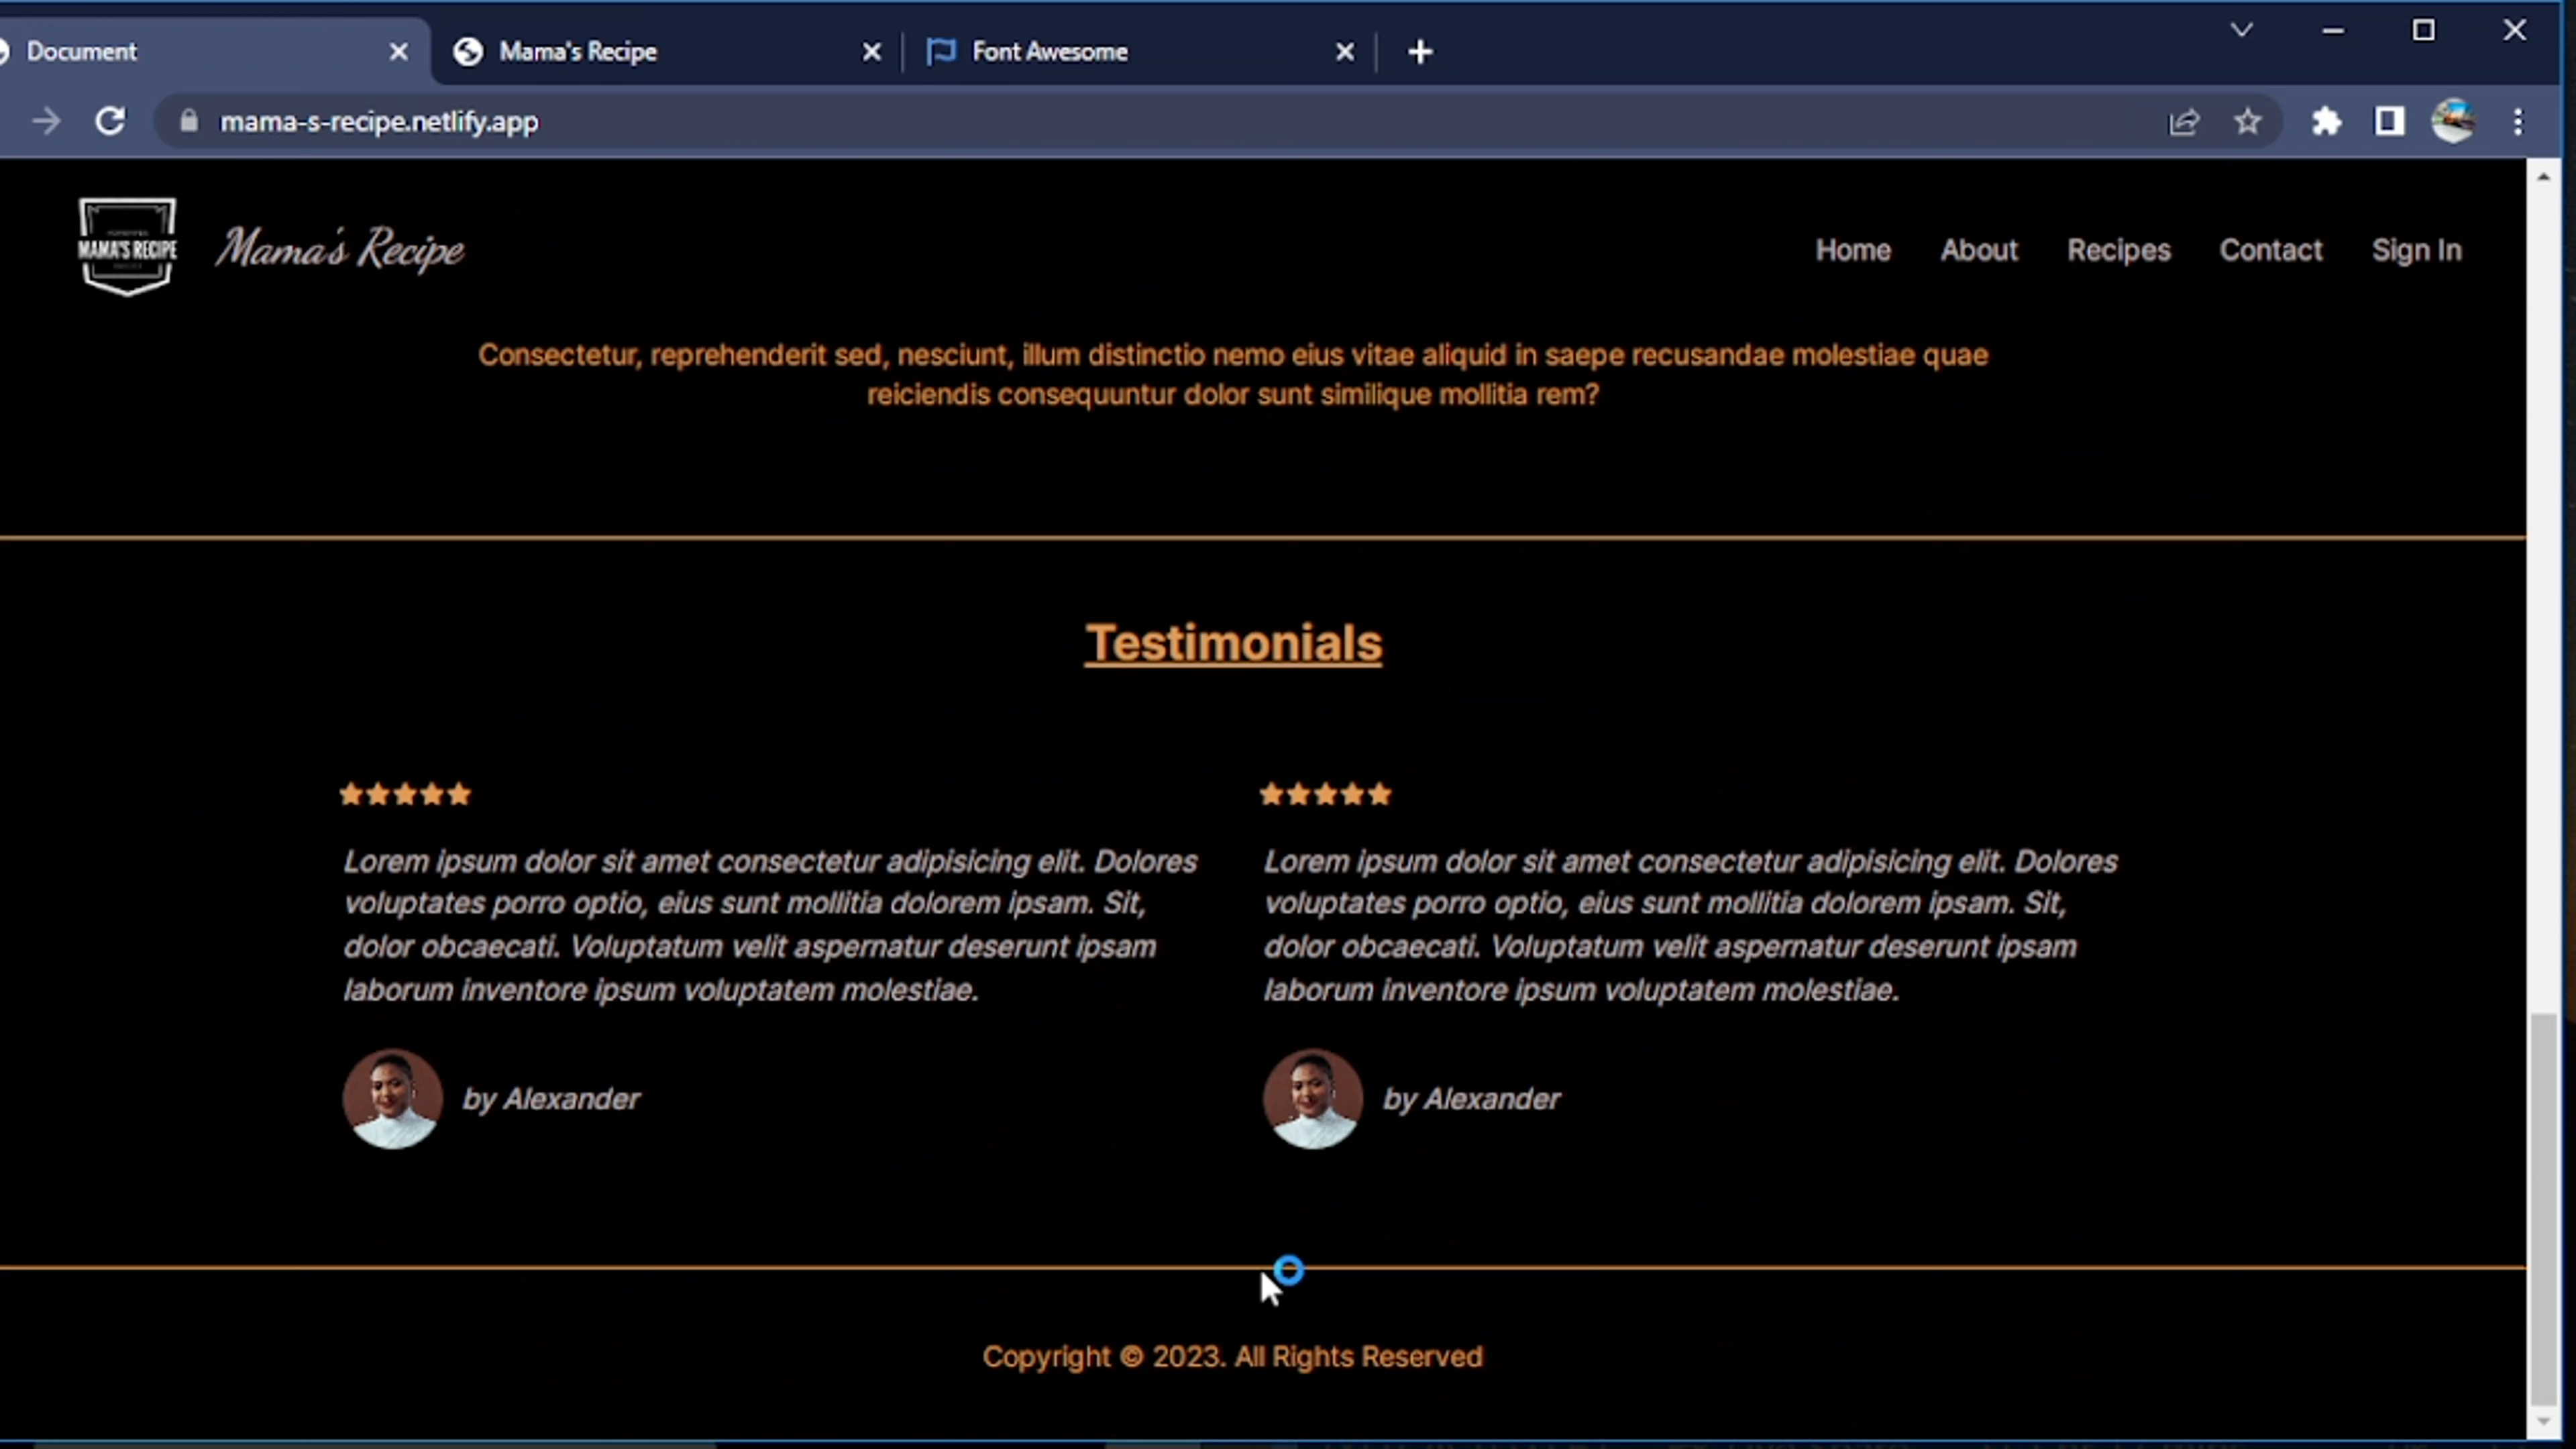 Document
Mama's Recipe
Font Awesome
mama-s-recipe.netlify.app
MAMA'S RECIPE
Mama's Recipe
Home
About
Recipes
Contact
Sign In
Consectetur, reprehenderit sed, nesciunt, illum distinctio nemo eius vitae aliquid in saepe recusandae molestiae quae
reiciendis consequuntur dolor sunt similique mollitia rem?
Testimonials
Lorem ipsum dolor sit amet consectetur adipisicing elit. Dolores
voluptates porro optio, eius sunt mollitia dolorem ipsam. Sit,
dolor obcaecati. Voluptatum velit aspernatur deserunt ipsam
laborum inventore ipsum voluptatem molestiae.
by Alexander
Lorem ipsum dolor sit amet consectetur adipisicing elit. Dolores
voluptates porro optio, eius sunt mollitia dolorem ipsam. Sit,
dolor obcaecati. Voluptatum velit aspernatur deserunt ipsam
laborum inventore ipsum voluptatem molestiae.
by Alexander
Copyright © 2023. All Rights Reserved